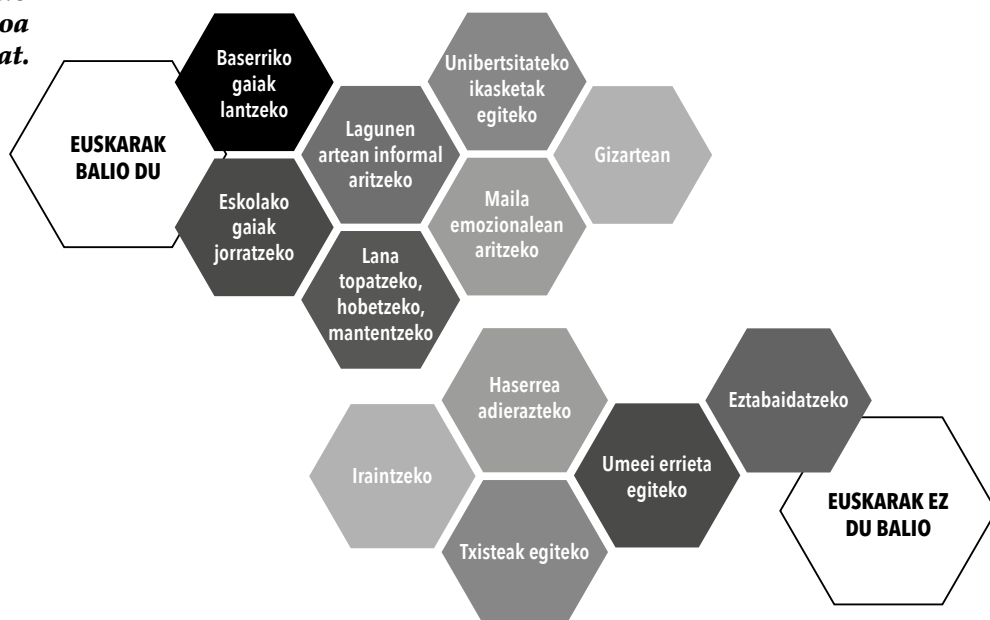 oa
at.
Baserriko
gaiak
lantzeko
Unibertsitateko
ikasketak
egiteko
EUSKARAK
BALIO DU
Lagunen
artean informal
aritzeko
Gizartean
Eskolako
gaiak
jorratzeko
Maila
emozionalean
aritzeko
Lana
topatzeko,
hobetzeko,
mantentzeko
Haserrea
adierazteko
Eztabaidatzeko
Iraintzeko
Umeei errieta
egiteko
EUSKARAK EZ
DU BALIO
Txisteak egiteko